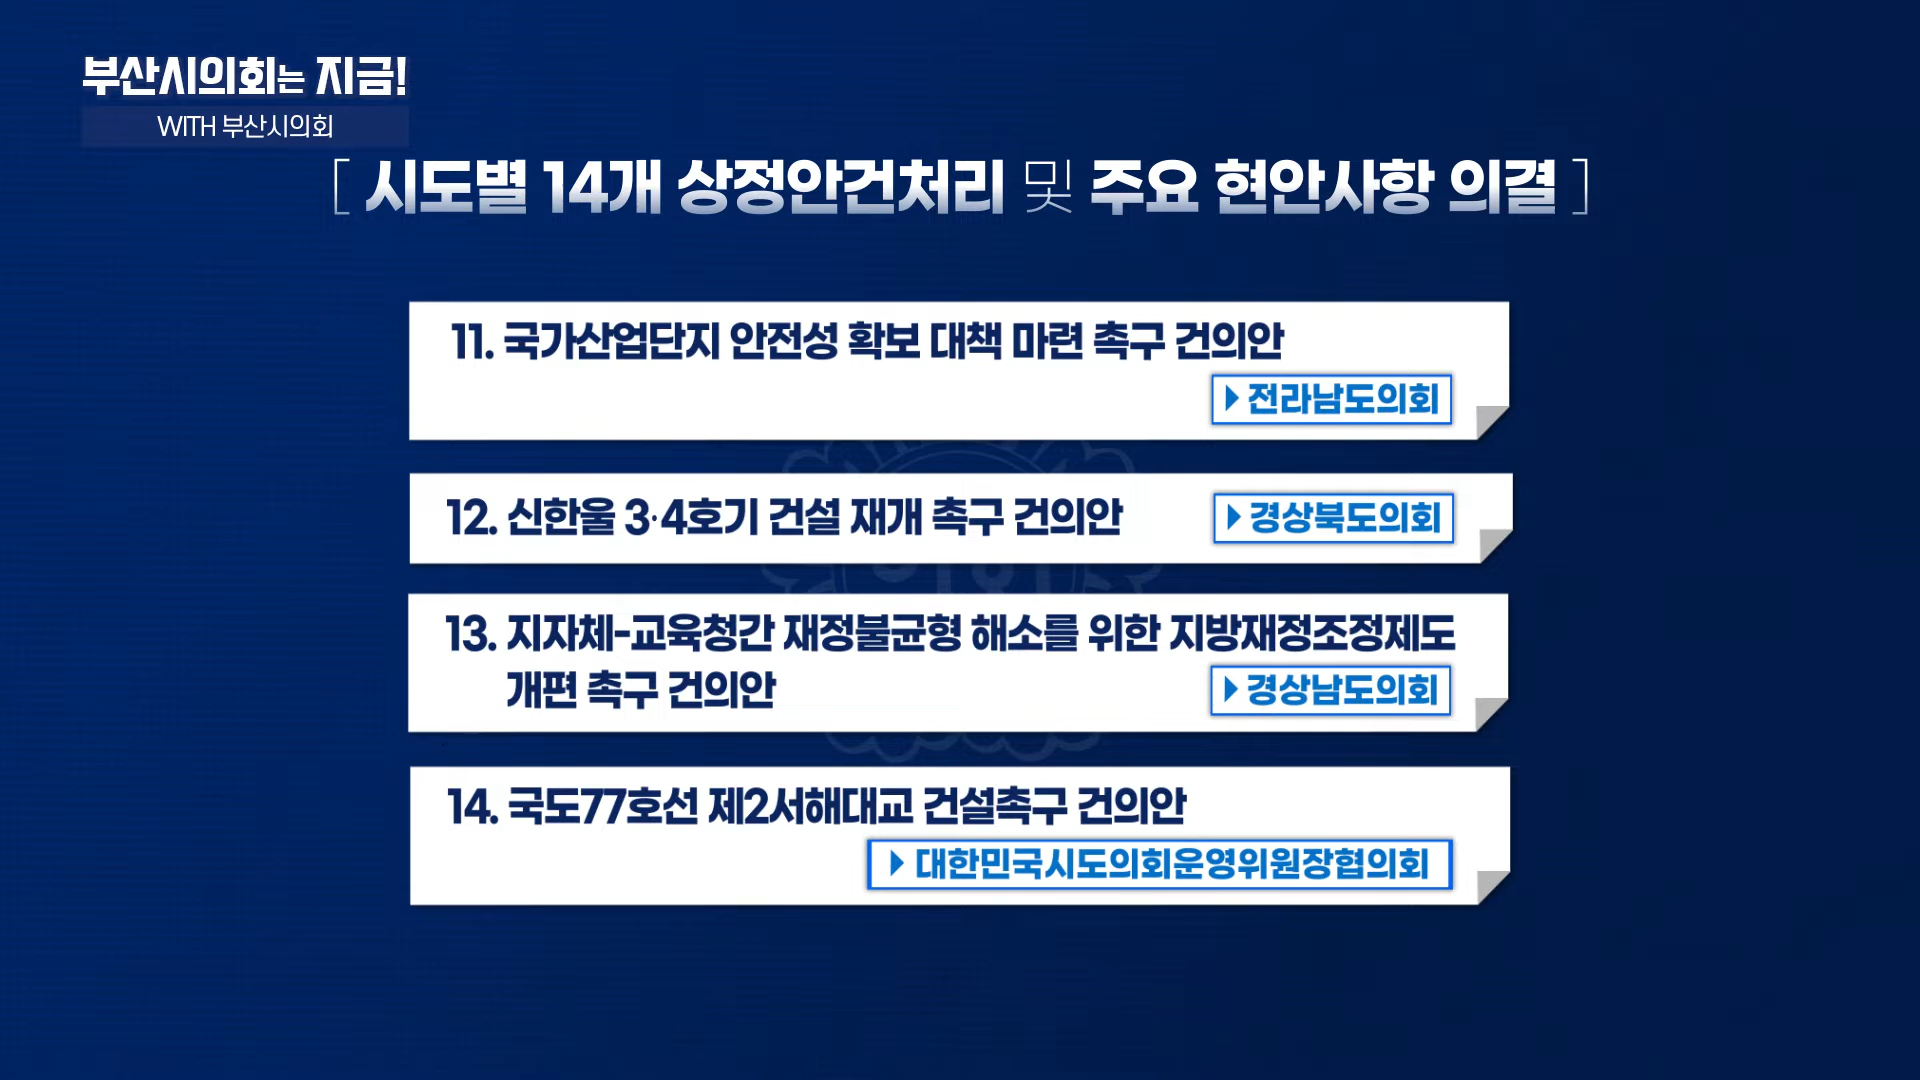 부산시의회는 지금!
WITH 부산시의회
[ 시도별 14개 상정안건처리 및 주요 현안사항 의결 ]
11. 국가산업단지 안전성 확보 대책 마련 촉구 건의안
▶ 전라남도의회
12. 신한울 3·4호기 건설 재개 촉구 건의안 ▶ 경상북도의회
13. 지자체-교육청간 재정불균형 해소를 위한 지방재정조정제도
개편 촉구 건의안 ▶ 경상남도의회
14. 국도77호선 제2서해대교 건설촉구 건의안
▶ 대한민국시도의회운영위원장협의회